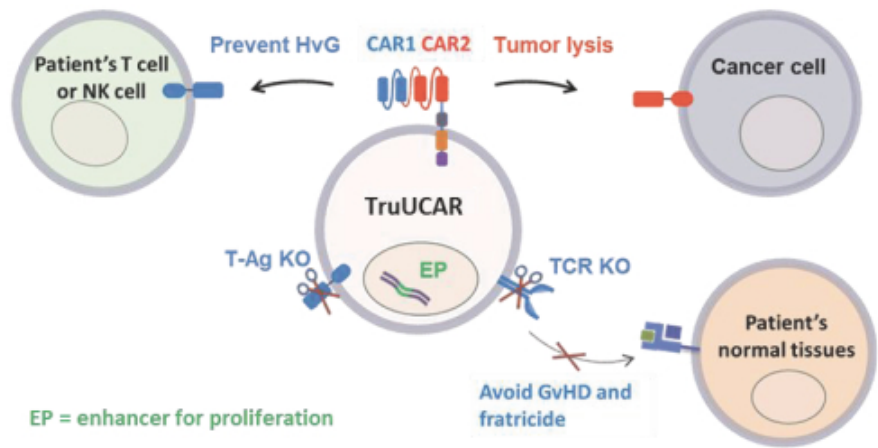 Prevent HvG
CAR1 CAR2
Tumor lysis
Patient's T cell
or NK cell
Cancer cell
TruUCAR
T-Ag KO
EP
TCR KO
Patient's
normal tissues
Avoid GvHD and
fratricide
EP = enhancer for proliferation